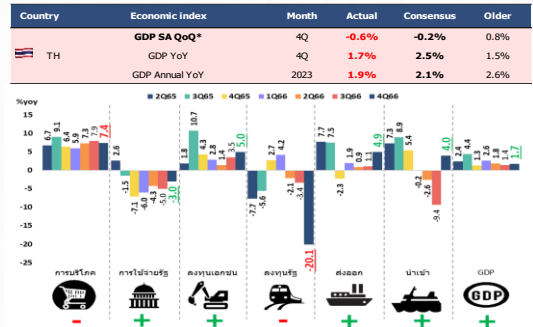 Country Economic index Month Actual Consensus Older
GDP SA QoQ* 4Q -0.6% -0.2% 0.8%
TH GDP YoY 4Q 1.7% 2.5% 1.5%
GDP Annual YoY 2023 1.9% 2.1% 2.6%
%yoy
2Q65 3Q65 4Q65 1Q66 2Q66 3Q66 4Q66
15
10
5
0
-5
-10
-15
-20
-25
6.7 9.1 6.4 5.9 7.3 7.9 7.4
2.6 -1.5 -7.1 -6.0 -4.3 -5.0 -3.0
1.8 10.7 4.3 2.8 1.4 3.5 5.0
-7.7 -5.6 2.7 4.2 -2.1 -3.4 -20.1
7.7 7.5 -2.3 1.9 0.9 1.1 4.9
7.3 8.9 5.4 -0.2 -2.6 -9.4 4.0
2.4 4.4 1.3 2.6 1.8 1.4 1.7
การบริโภค การใช้จ่ายรัฐ ลงทุนเอกชน ลงทุนรัฐ ส่งออก นำเข้า GDP
GDP
- + + - + + +